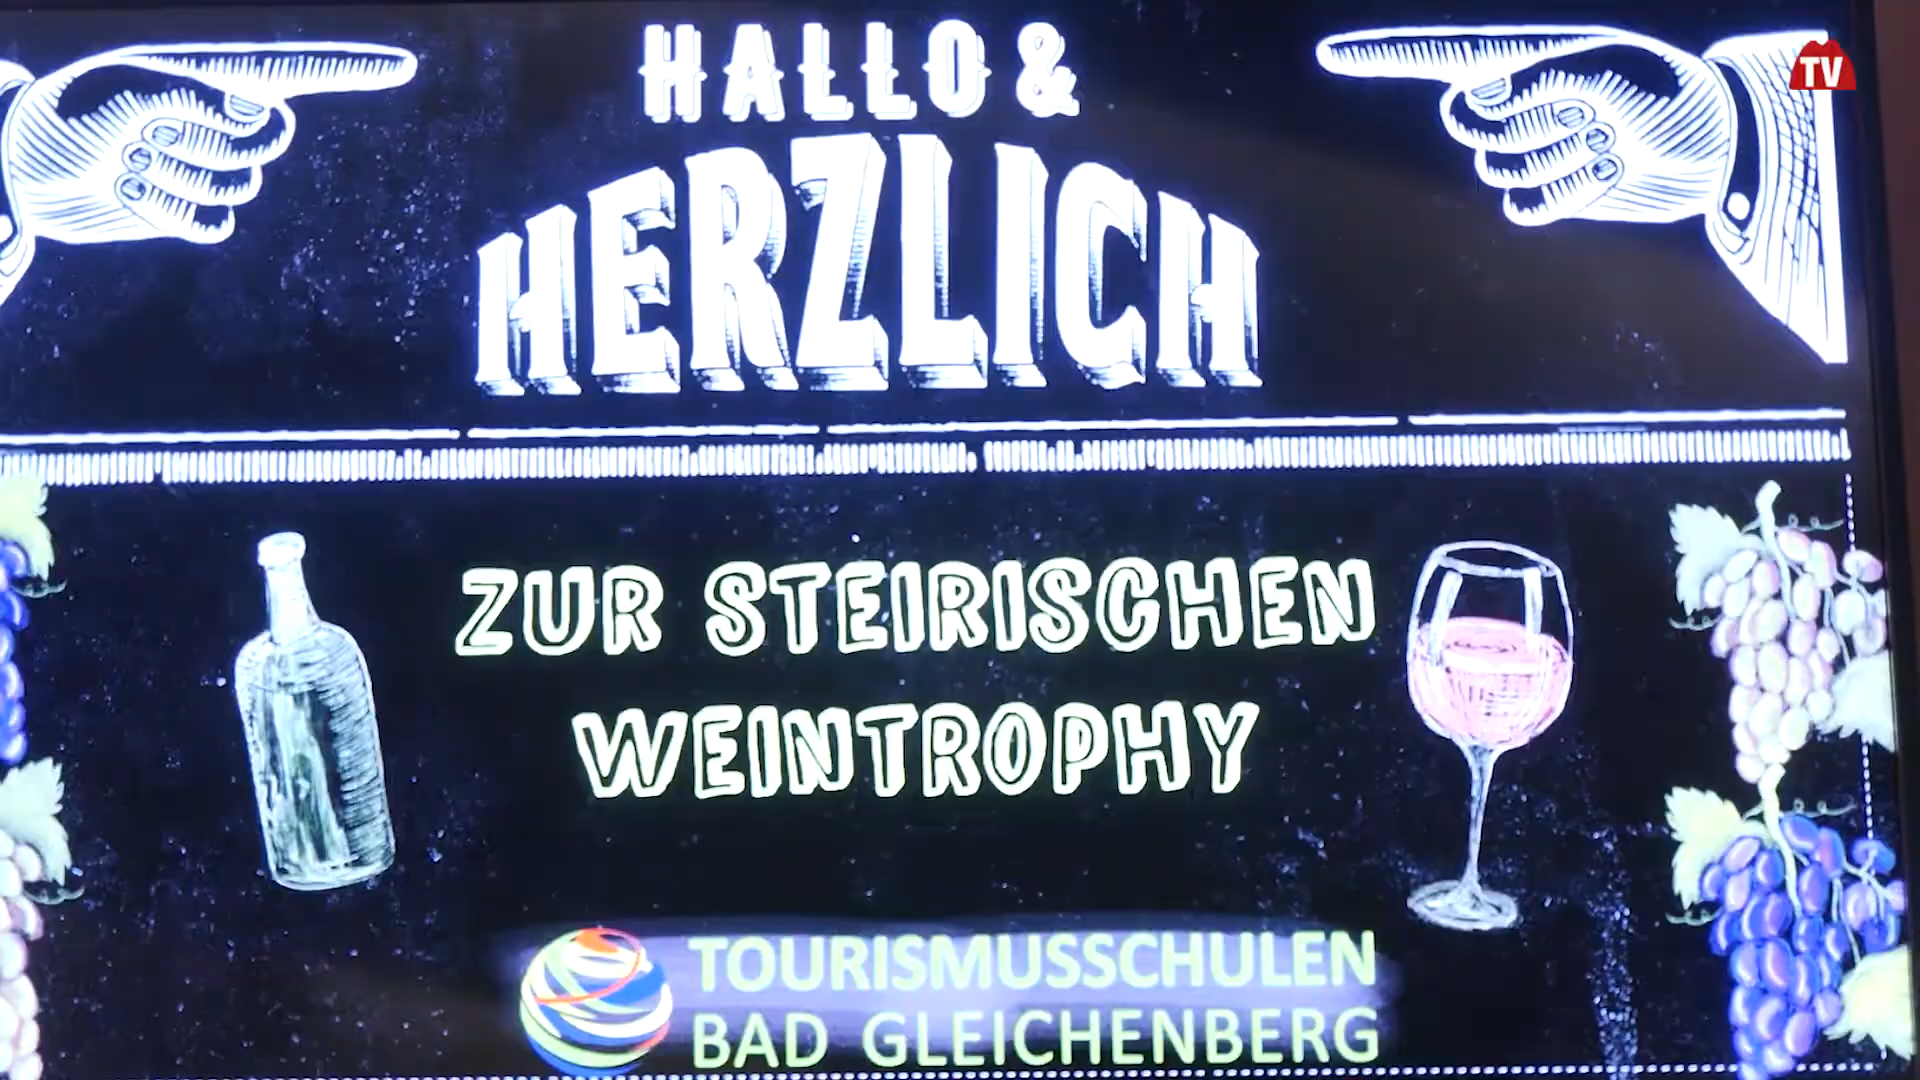 TV
HALLO &
HERZLICH
ZUR STEIRISCHEN
WEINTROPHY
TOURISMUSSCHULEN
BAD GLEICHENBERG